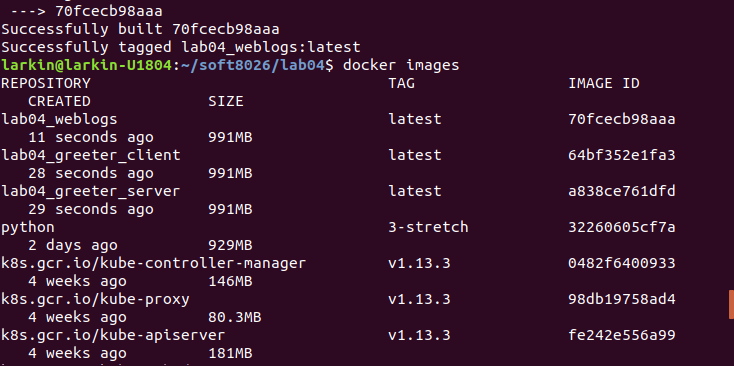 ---> 70fcecb98aaa
Successfully built 70fcecb98aaa
Successfully tagged lab04_weblogs:latest
larkin@larkin-U1804:~/soft8026/lab04$ docker images
REPOSITORY TAG IMAGE ID
CREATED SIZE
lab04_weblogs latest 70fcecb98aaa
11 seconds ago 991MB
lab04_greeter_client latest 64bf352e1fa3
28 seconds ago 991MB
lab04_greeter_server latest a838ce761dfd
29 seconds ago 991MB
python 3-stretch 32260605cf7a
2 days ago 929MB
k8s.gcr.io/kube-controller-manager v1.13.3 0482f6400933
4 weeks ago 146MB
k8s.gcr.io/kube-proxy v1.13.3 98db19758ad4
4 weeks ago 80.3MB
k8s.gcr.io/kube-apiserver v1.13.3 fe242e556a99
4 weeks ago 181MB